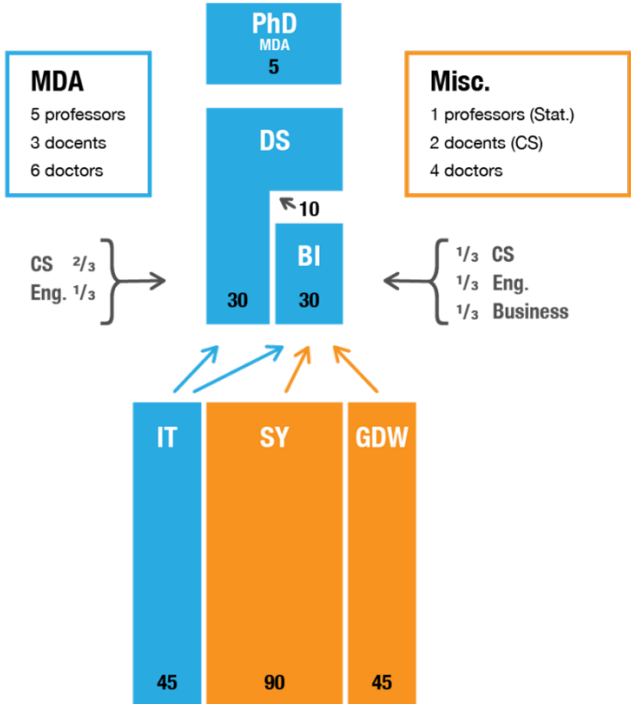 PhD
MDA
5
MDA
5 professors
3 docents
6 doctors
Misc.
1 professors (Stat.)
2 docents (CS)
4 doctors
DS
10
BI
30
30
CS 2/3
Eng. 1/3
1/3 CS
1/3 Eng.
1/3 Business
IT
SY
GDW
45
90
45